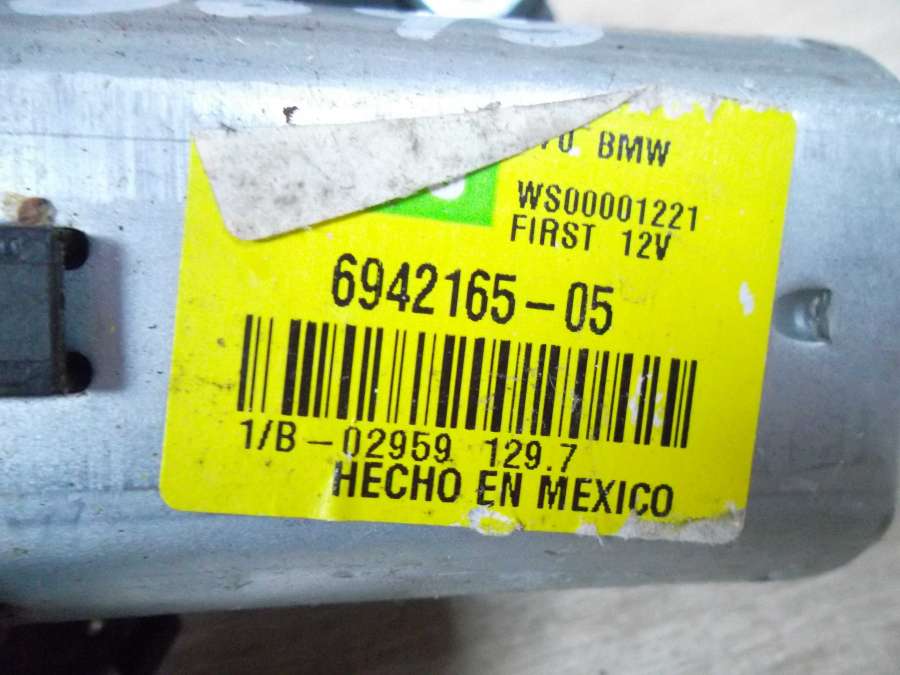 BMW
WS00001221
FIRST 12V
6942165-05
1/B-02959 129.7
HECHO EN MEXICO